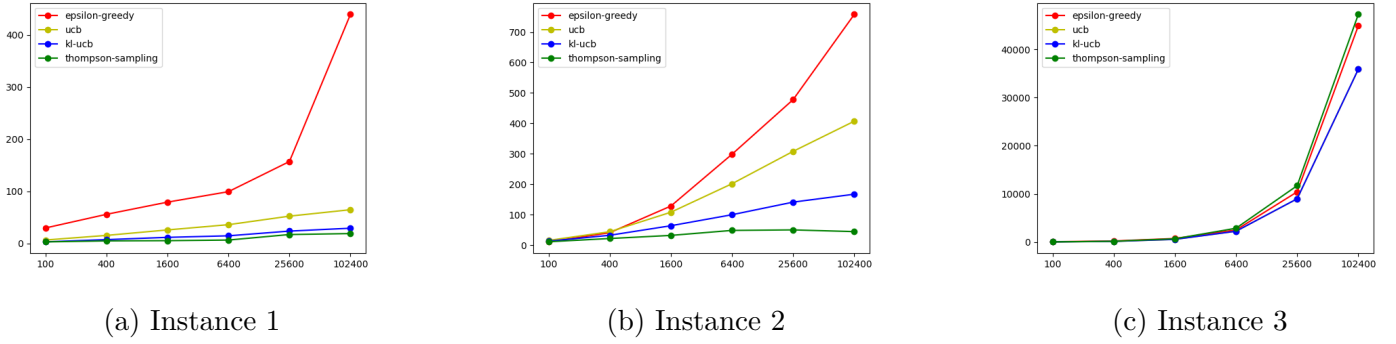 epsilon-greedy
ucb
kl-ucb
thompson-sampling
400
300
200
100
0
100 400 1600 6400 25600 102400
(a) Instance 1
epsilon-greedy
ucb
kl-ucb
thompson-sampling
700
600
500
400
300
200
100
0
100 400 1600 6400 25600 102400
(b) Instance 2
epsilon-greedy
ucb
kl-ucb
thompson-sampling
40000
30000
20000
10000
0
100 400 1600 6400 25600 102400
(c) Instance 3